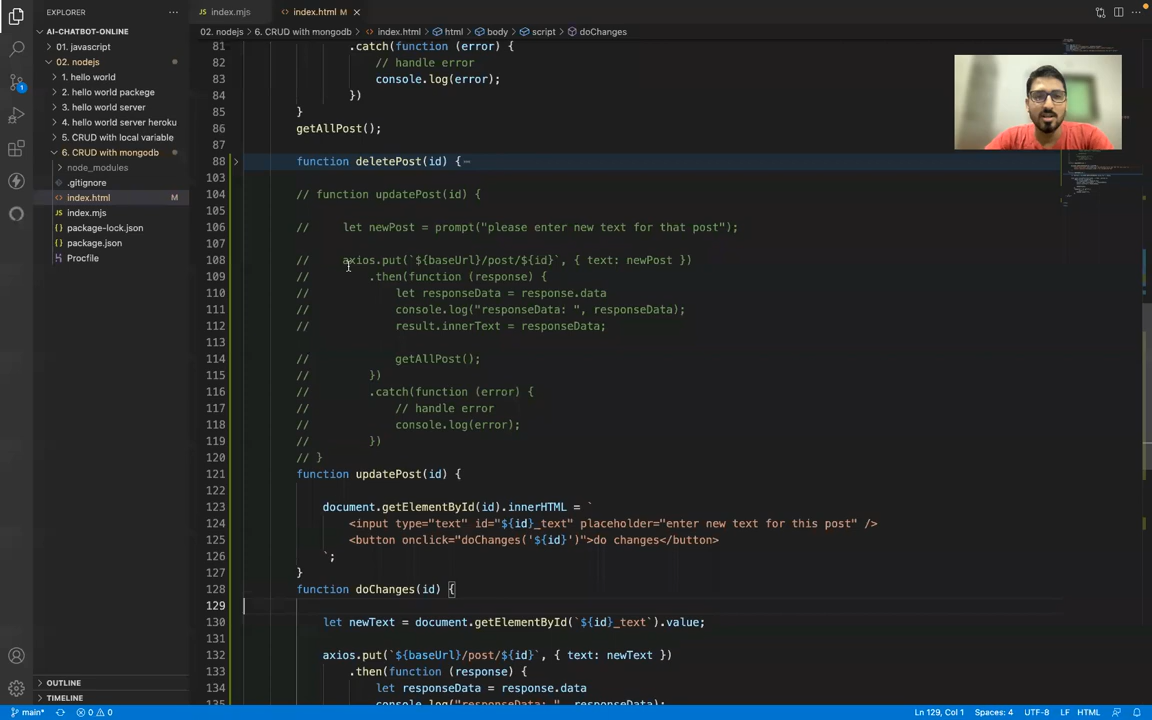 EXPLORER
···
index.mjs
index.html M
AI-CHATBOT-ONLINE
01. javascript
02. nodejs
1. hello world
2. hello world packege
3. hello world server
4. hello world server heroku
5. CRUD with local variable
6. CRUD with mongodb
node_modules
.gitignore
index.html M
index.mjs
package-lock.json
package.json
Procfile
OUTLINE
TIMELINE
1
02. nodejs > 6. CRUD with mongodb > index.html > html > body > script > doChanges
81 .catch(function (error) {
82 // handle error
83 console.log(error);
84 })
85 }
86 getAllPost();
87
88 function deletePost(id) {···
103
104 // function updatePost(id) {
105
106 // let newPost = prompt("please enter new text for that post");
107
108 // axios.put(`${baseUrl}/post/${id}`, { text: newPost })
109 // .then(function (response) {
110 // let responseData = response.data
111 // console.log("responseData: ", responseData);
112 // result.innerText = responseData;
113
114 // getAllPost();
115 // })
116 // .catch(function (error) {
117 // // handle error
118 // console.log(error);
119 // })
120 // }
121 function updatePost(id) {
122
123 document.getElementById(id).innerHTML = `
124 <input type="text" id="${id}_text" placeholder="enter new text for this post" />
125 <button onclick="doChanges('${id}')">do changes</button>
126 `;
127 }
128 function doChanges(id) {
129
130 let newText = document.getElementById(`${id}_text`).value;
131
132 axios.put(`${baseUrl}/post/${id}`, { text: newText })
133 .then(function (response) {
134 let responseData = response.data
135 console.log("responseData: ", responseData);
main* 0 0 Ln 129, Col 1 Spaces: 4 UTF-8 LF HTML